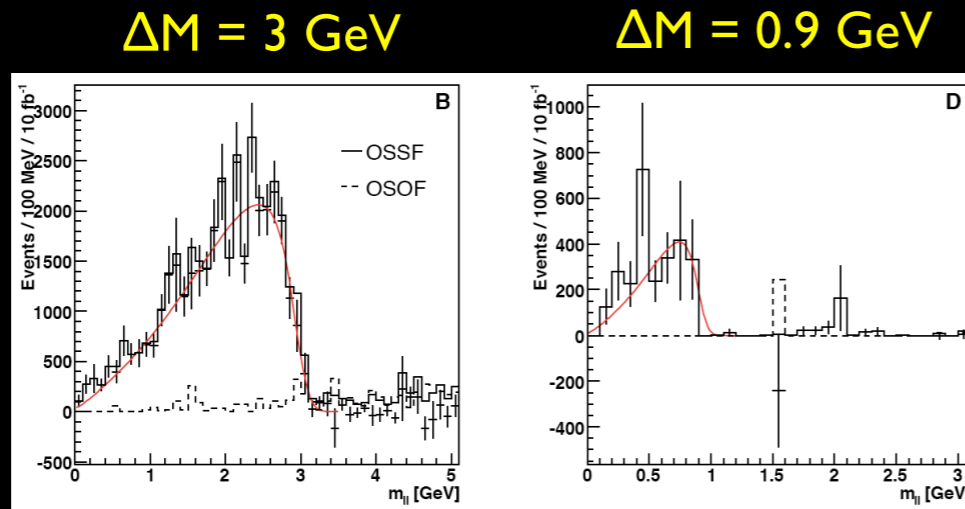 ΔM = 3 GeV
ΔM = 0.9 GeV
Events / 100 MeV / 10 fb⁻¹
B
3000
2500
2000
1500
1000
500
0
-500
OSSF
OSOF
0 1 2 3 4 5
m_ll [GeV]
Events / 100 MeV / 10 fb⁻¹
D
1000
800
600
400
200
0
-200
-400
0 0.5 1 1.5 2 2.5 3
m_ll [GeV]